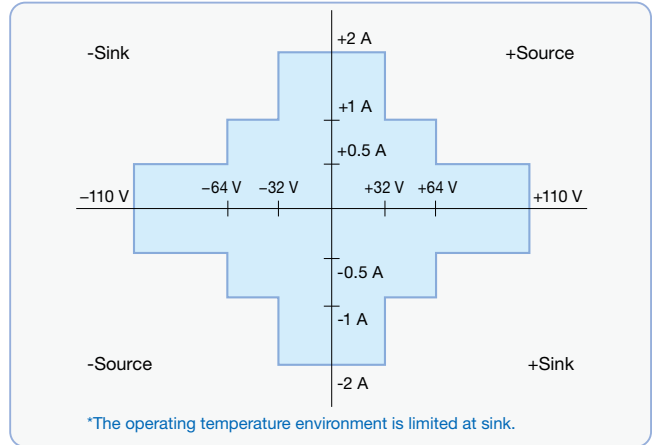 +2 A
-Sink
+Source
+1 A
+0.5 A
−110 V
−64 V
−32 V
+32 V
+64 V
+110 V
-0.5 A
-1 A
-Source
+Sink
-2 A
*The operating temperature environment is limited at sink.